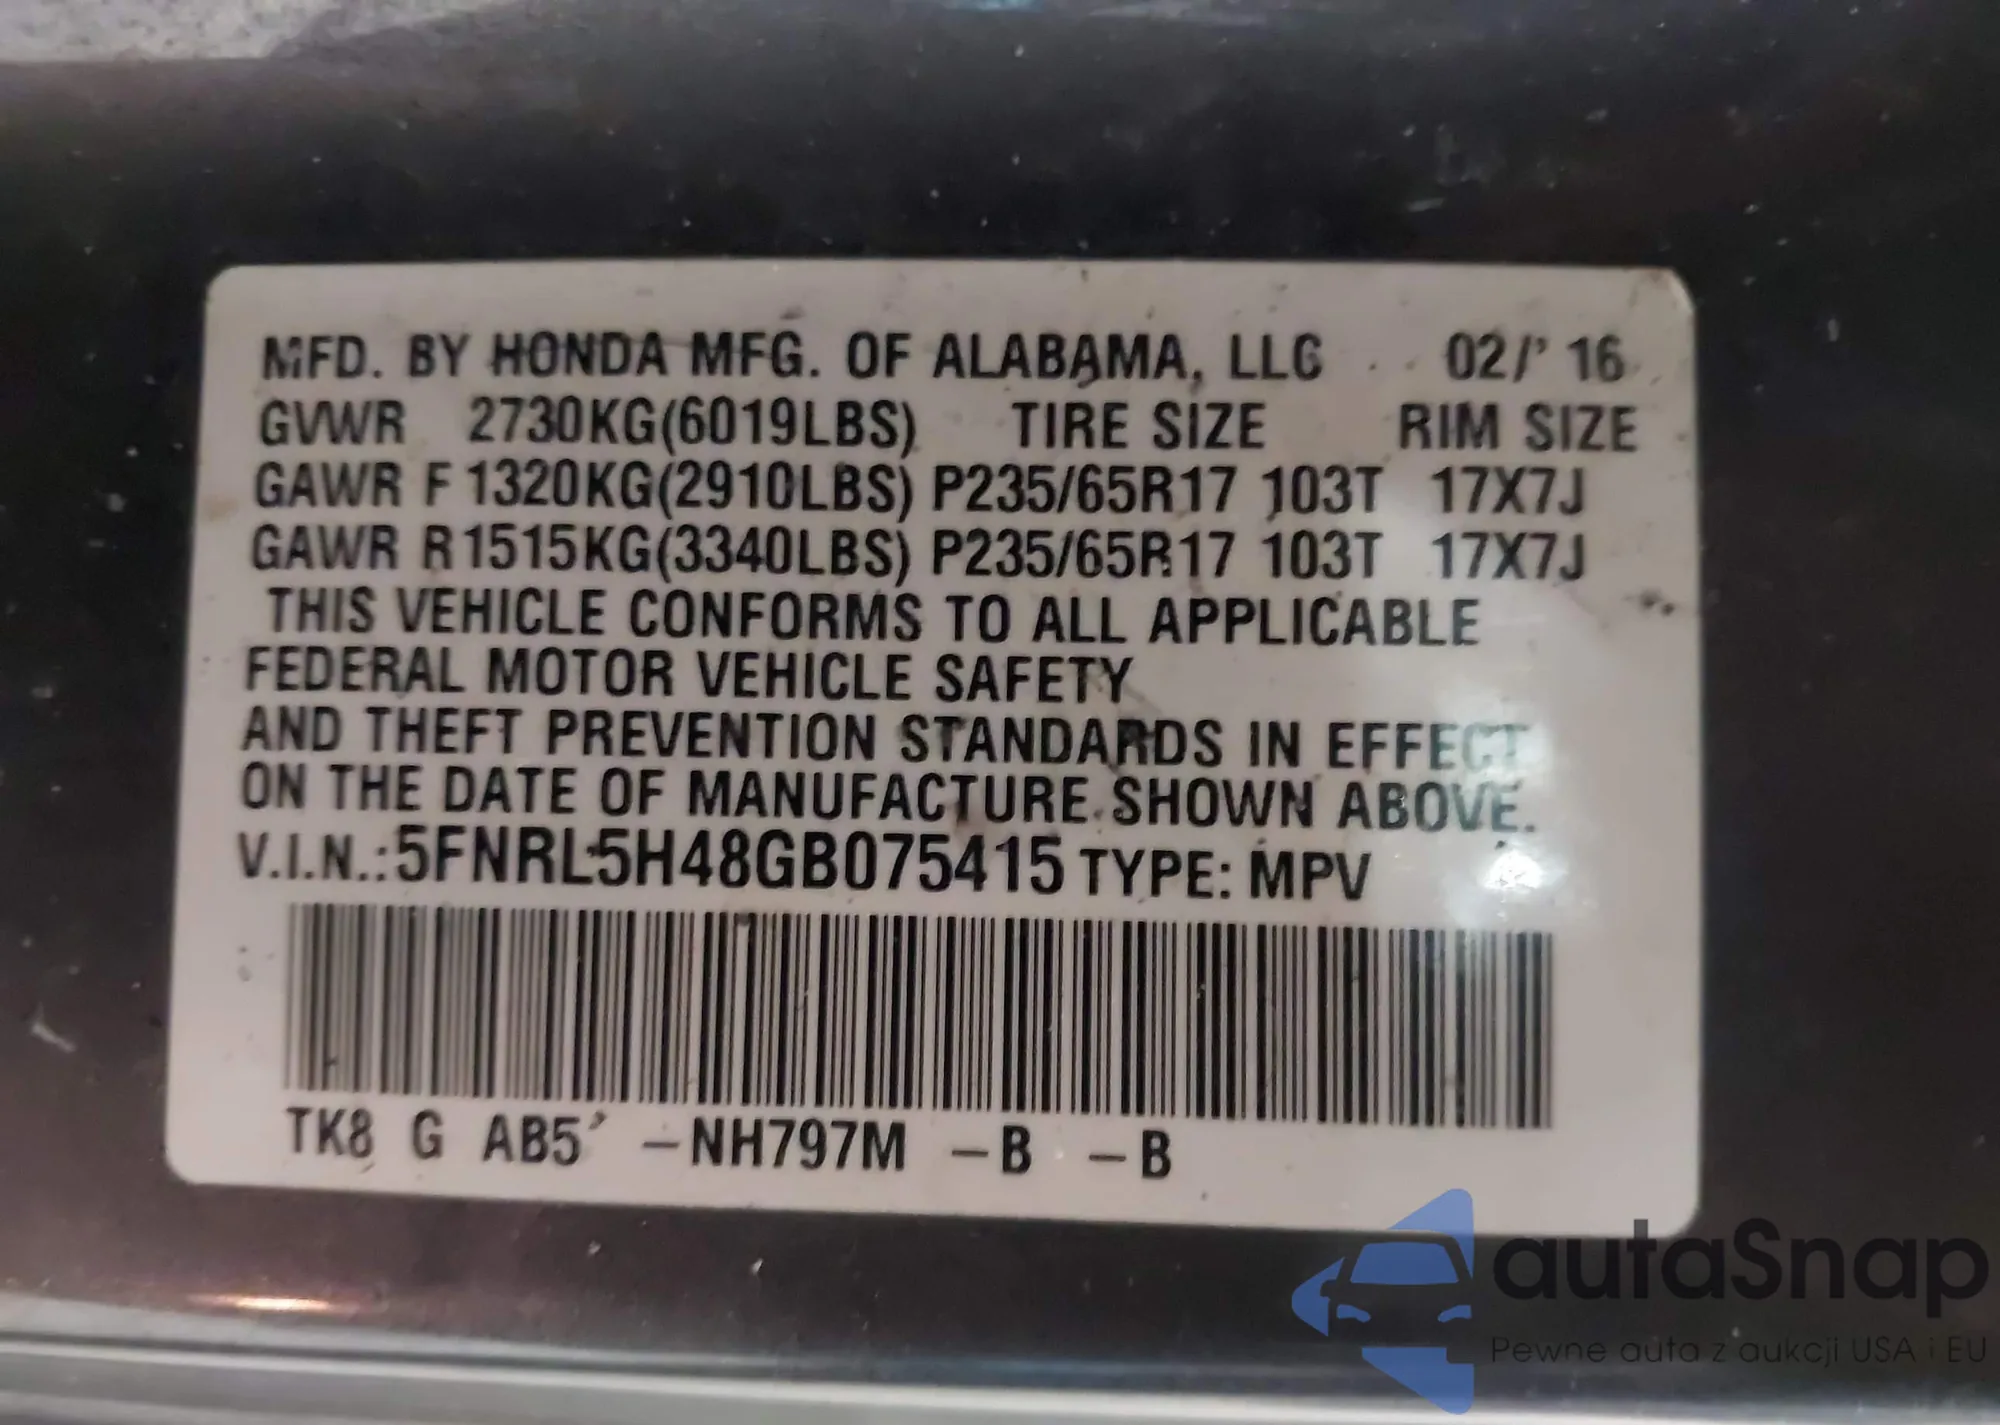 MFD. BY HONDA MFG. OF ALABAMA, LLC 02/' 16
GVWR 2730KG(6019LBS) TIRE SIZE RIM SIZE
GAWR F 1320KG(2910LBS) P235/65R17 103T 17X7J
GAWR R 1515KG(3340LBS) P235/65R17 103T 17X7J
THIS VEHICLE CONFORMS TO ALL APPLICABLE
FEDERAL MOTOR VEHICLE SAFETY
AND THEFT PREVENTION STANDARDS IN EFFECT
ON THE DATE OF MANUFACTURE SHOWN ABOVE.
V.I.N.:5FNRL5H48GB075415 TYPE: MPV
TK8 G AB5' -NH797M -B -B
autaSnap
Pewne auta z aukcji USA i EU